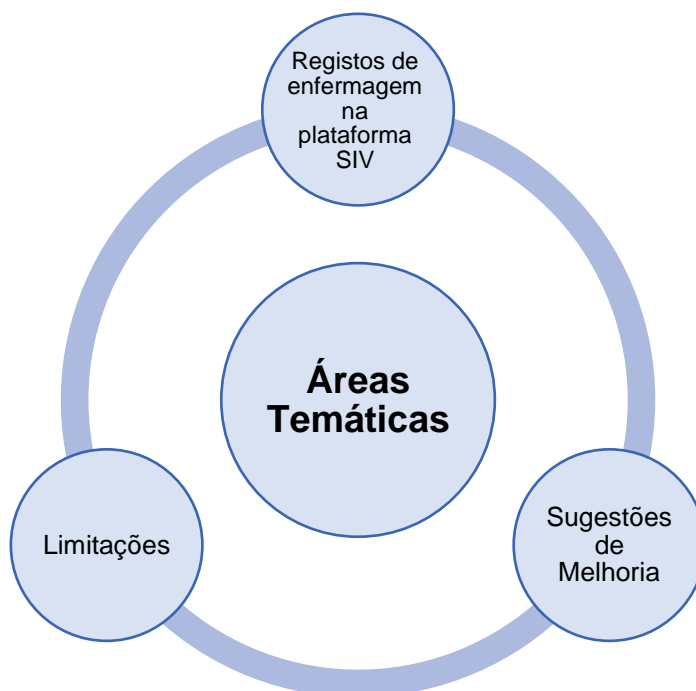 Registos de
enfermagem
na
plataforma
SIV
Áreas
Temáticas
Limitações
Sugestões
de
Melhoria